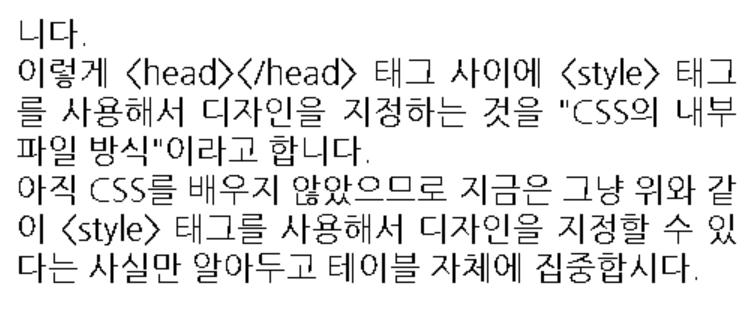 니다.
이렇게 <head></head> 태그 사이에 <style> 태그
를 사용해서 디자인을 지정하는 것을 "CSS의 내부
파일 방식"이라고 합니다.
아직 CSS를 배우지 않았으므로 지금은 그냥 위와 같
이 <style> 태그를 사용해서 디자인을 지정할 수 있
다는 사실만 알아두고 테이블 자체에 집중합시다.